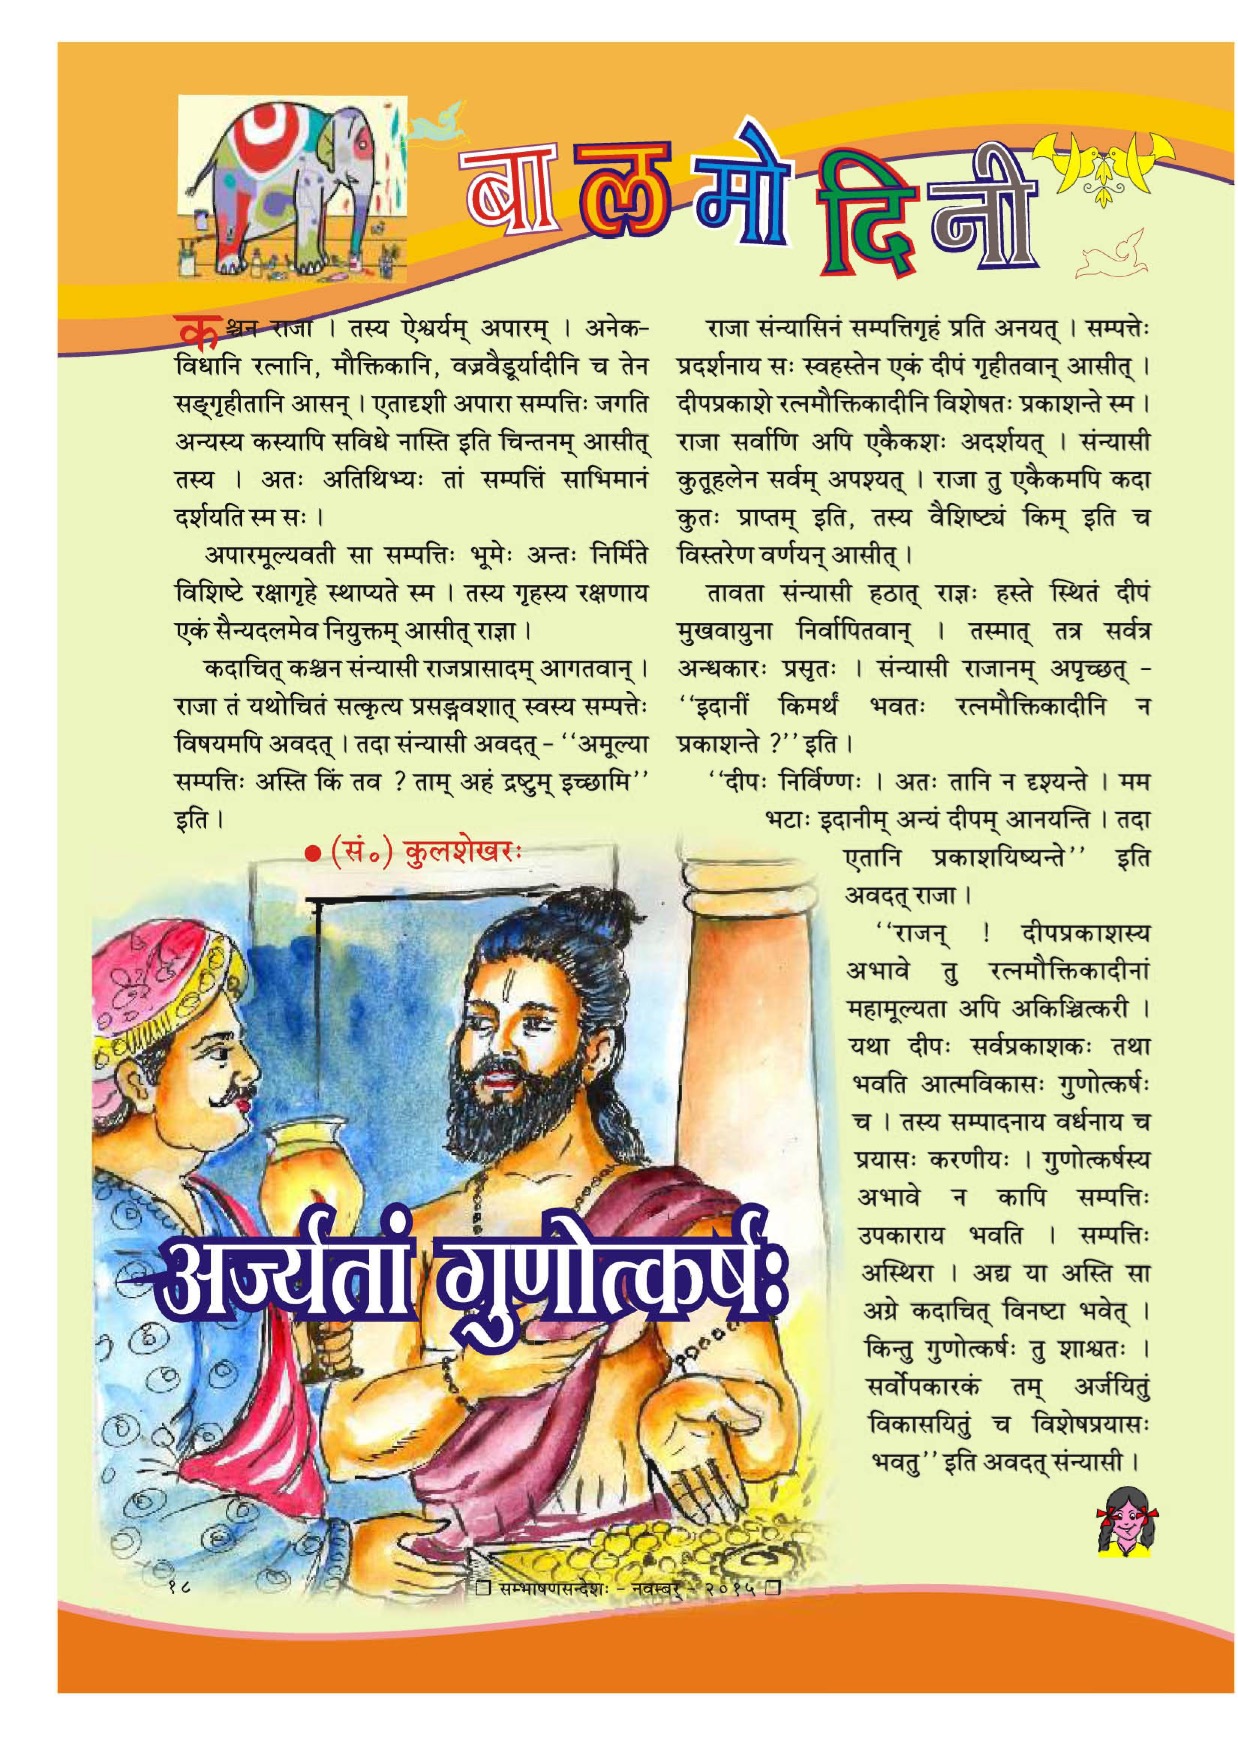 बालमोदिनी
कश्चन राजा । तस्य ऐश्वर्यम् अपारम् । अनेक-
विधानि रत्नानि, मौक्तिकानि, वज्रवैडूर्यादीनि च तेन
सङ्गृहीतानि आसन् । एतादृशी अपारा सम्पत्तिः जगति
अन्यस्य कस्यापि सविधे नास्ति इति चिन्तनम् आसीत्
तस्य । अतः अतिथिभ्यः तां सम्पत्तिं साभिमानं
दर्शयति स्म सः ।
अपारमूल्यवती सा सम्पत्तिः भूमेः अन्तः निर्मिते
विशिष्टे रक्षागृहे स्थाप्यते स्म । तस्य गृहस्य रक्षणाय
एकं सैन्यदलमेव नियुक्तम् आसीत् राज्ञा ।
कदाचित् कश्चन संन्यासी राजप्रासादम् आगतवान् ।
राजा तं यथोचितं सत्कृत्य प्रसङ्गवशात् स्वस्य सम्पत्तेः
विषयमपि अवदत् । तदा संन्यासी अवदत् - ‘‘अमूल्या
सम्पत्तिः अस्ति किं तव ? ताम् अहं द्रष्टुम् इच्छामि’’
इति ।
● (सं॰) कुलशेखरः
राजा संन्यासिनं सम्पत्तिगृहं प्रति अनयत् । सम्पत्तेः
प्रदर्शनाय सः स्वहस्तेन एकं दीपं गृहीतवान् आसीत् ।
दीपप्रकाशे रत्नमौक्तिकादीनि विशेषतः प्रकाशन्ते स्म ।
राजा सर्वाणि अपि एकैकशः अदर्शयत् । संन्यासी
कुतूहलेन सर्वम् अपश्यत् । राजा तु एकैकमपि कदा
कुतः प्राप्तम् इति, तस्य वैशिष्ट्यं किम् इति च
विस्तरेण वर्णयन् आसीत् ।
तावता संन्यासी हठात् राज्ञः हस्ते स्थितं दीपं
मुखवायुना निर्वापितवान् । तस्मात् तत्र सर्वत्र
अन्धकारः प्रसृतः । संन्यासी राजानम् अपृच्छत् -
‘‘इदानीं किमर्थं भवतः रत्नमौक्तिकादीनि न
प्रकाशन्ते ?’’ इति ।
‘‘दीपः निर्विण्णः । अतः तानि न दृश्यन्ते । मम
भटाः इदानीम् अन्यं दीपम् आनयन्ति । तदा
एतानि प्रकाशयिष्यन्ते’’ इति
अवदत् राजा ।
‘‘राजन् ! दीपप्रकाशस्य
अभावे तु रत्नमौक्तिकादीनां
महामूल्यता अपि अकिञ्चित्करी ।
यथा दीपः सर्वप्रकाशकः तथा
भवति आत्मविकासः गुणोत्कर्षः
च । तस्य सम्पादनाय वर्धनाय च
प्रयासः करणीयः । गुणोत्कर्षस्य
अभावे न कापि सम्पत्तिः
उपकाराय भवति । सम्पत्तिः
अस्थिरा । अद्य या अस्ति सा
अग्रे कदाचित् विनष्टा भवेत् ।
किन्तु गुणोत्कर्षः तु शाश्वतः ।
सर्वोपकारकं तम् अर्जयितुं
विकासयितुं च विशेषप्रयासः
भवतु’’ इति अवदत् संन्यासी ।
अर्ज्यतां गुणोत्कर्षः
१८
❐ सम्भाषणसन्देशः - नवम्बर् - २०१५ ❐